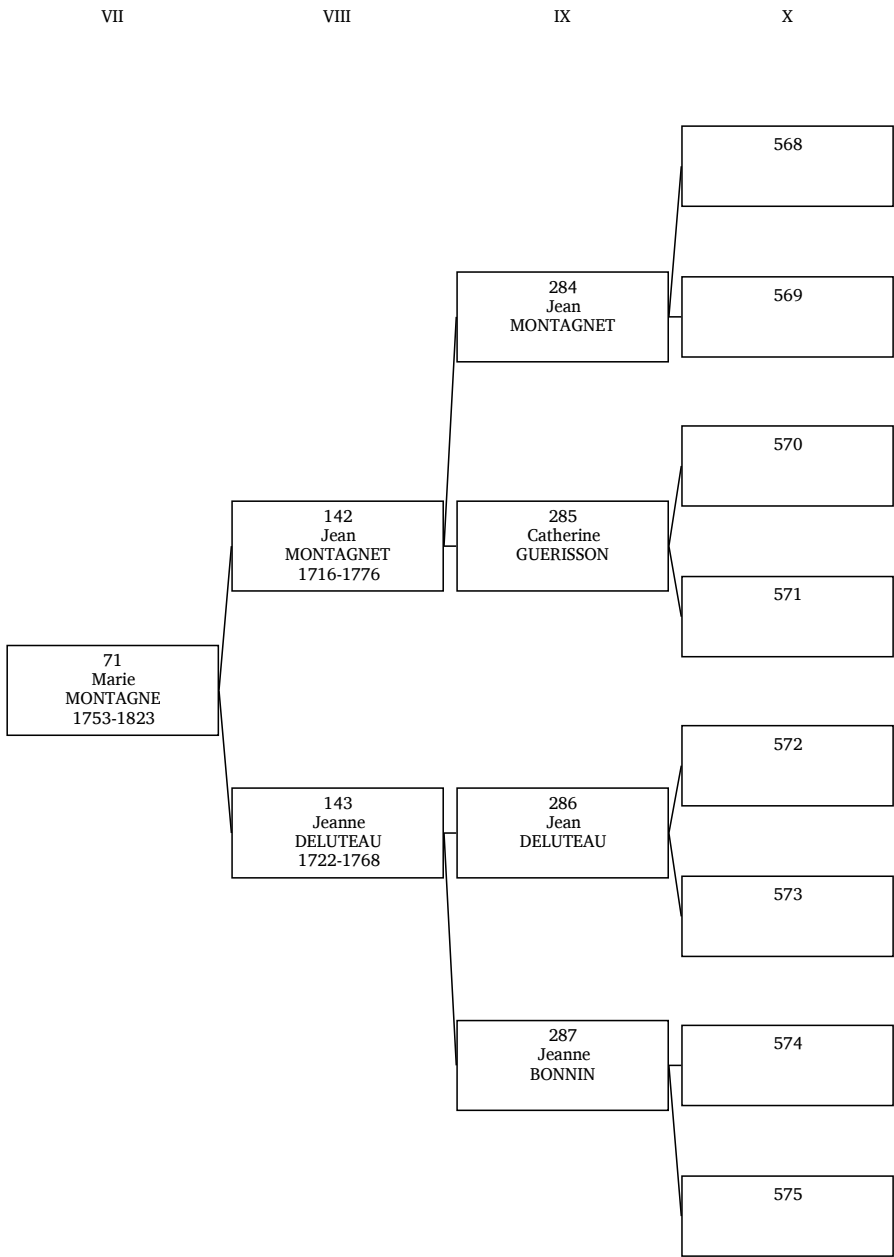 VII VIII IX X
568
284
Jean
MONTAGNET
569
570
142
Jean
MONTAGNET
1716-1776
285
Catherine
GUERISSON
571
71
Marie
MONTAGNE
1753-1823
572
143
Jeanne
DELUTEAU
1722-1768
286
Jean
DELUTEAU
573
287
Jeanne
BONNIN
574
575